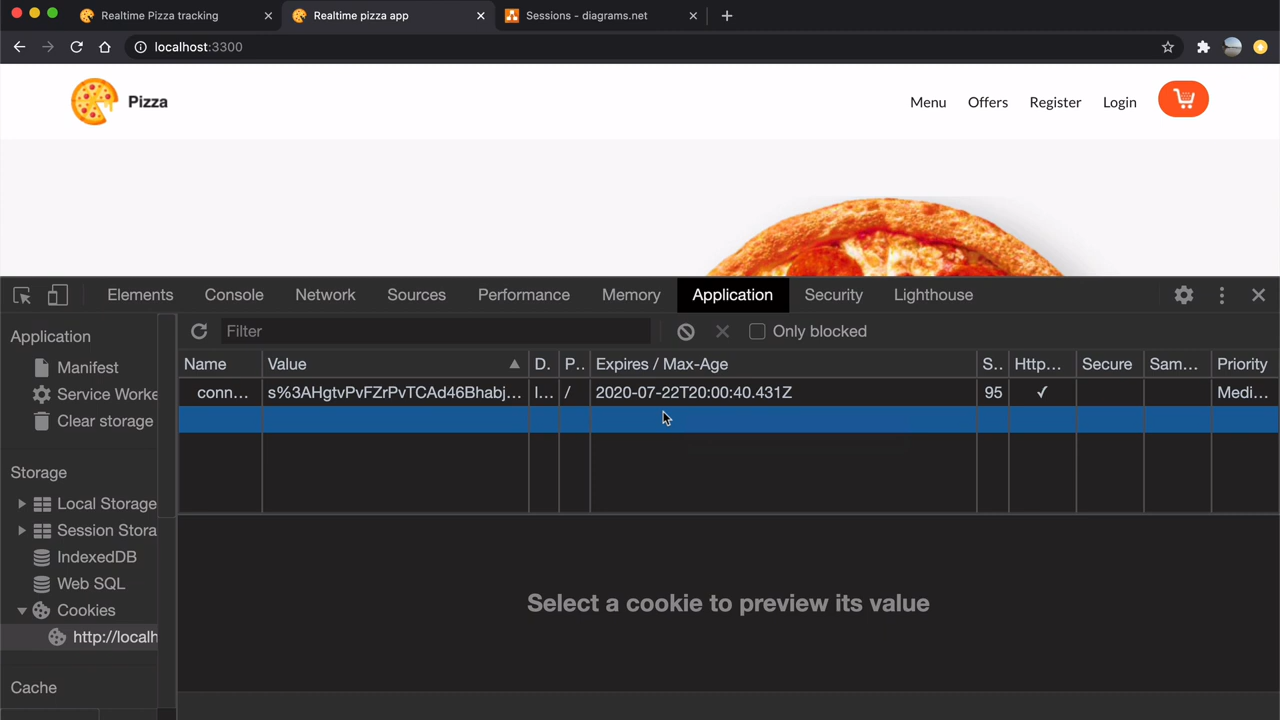 Realtime Pizza tracking
Realtime pizza app
Sessions - diagrams.net
localhost:3300
Pizza
Menu Offers Register Login
Elements Console Network Sources Performance Memory Application Security Lighthouse
Application
Manifest
Service Worke
Clear storage
Storage
Local Storage
Session Stora
IndexedDB
Web SQL
Cookies
http://localh
Cache
Filter
Only blocked
Name Value D. P.. Expires / Max-Age S.. Http... Secure Sam... Priority
conn... s%3AHgtvPvFZrPvTCAd46Bhabj... l... / 2020-07-22T20:00:40.431Z 95 ✓ Medi...
Select a cookie to preview its value